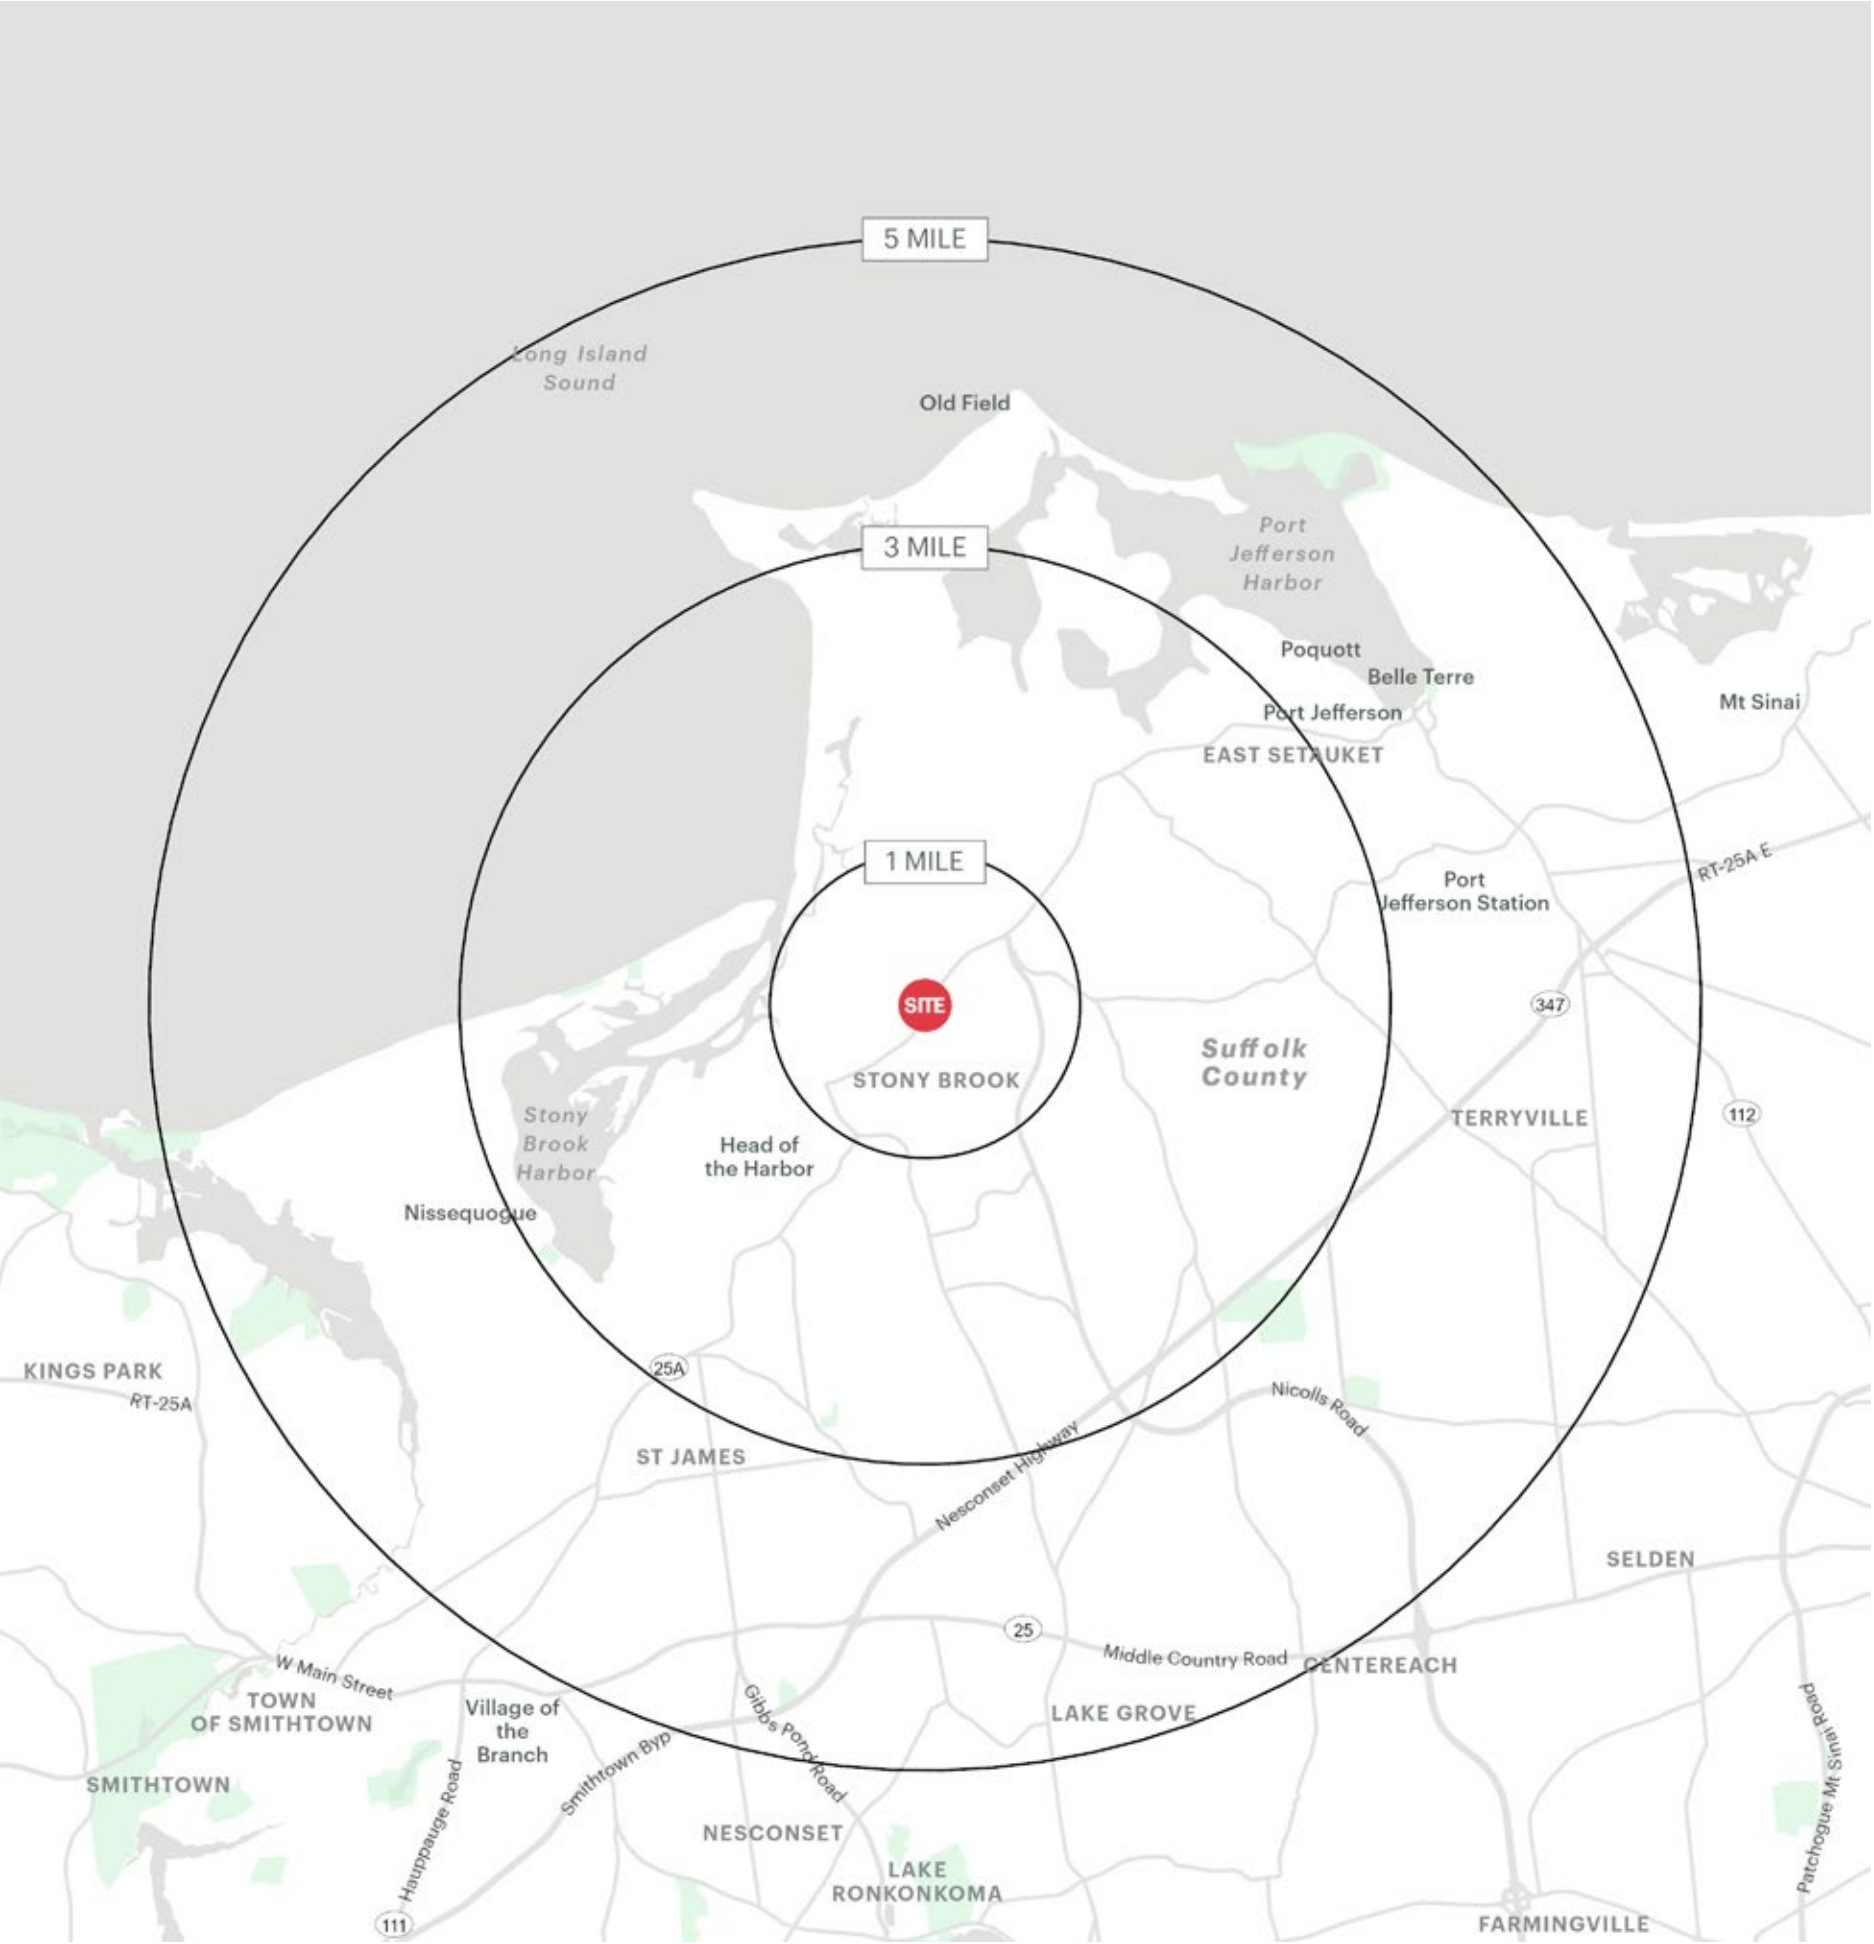 5 MILE
Long Island
Sound
Old Field
Port
Jefferson
Harbor
3 MILE
Poquott
Belle Terre
Mt Sinai
Port Jefferson
EAST SETAUKET
1 MILE
RT-25A E
Port
Jefferson Station
SITE
347
Suffolk
County
STONY BROOK
Stony
Brook
Harbor
TERRYVILLE
112
Head of
the Harbor
Nissequogue
KINGS PARK
RT-25A
25A
Nicolls Road
ST JAMES
Nesconset Highway
SELDEN
25
Middle Country Road
CENTEREACH
W Main Street
TOWN
OF SMITHTOWN
Village of
the
Branch
Gibbs Pond Road
LAKE GROVE
Smithtown Byp
SMITHTOWN
Hauppauge Road
NESCONSET
Patchogue Mt Sinai Road
LAKE
RONKONKOMA
111
FARMINGVILLE